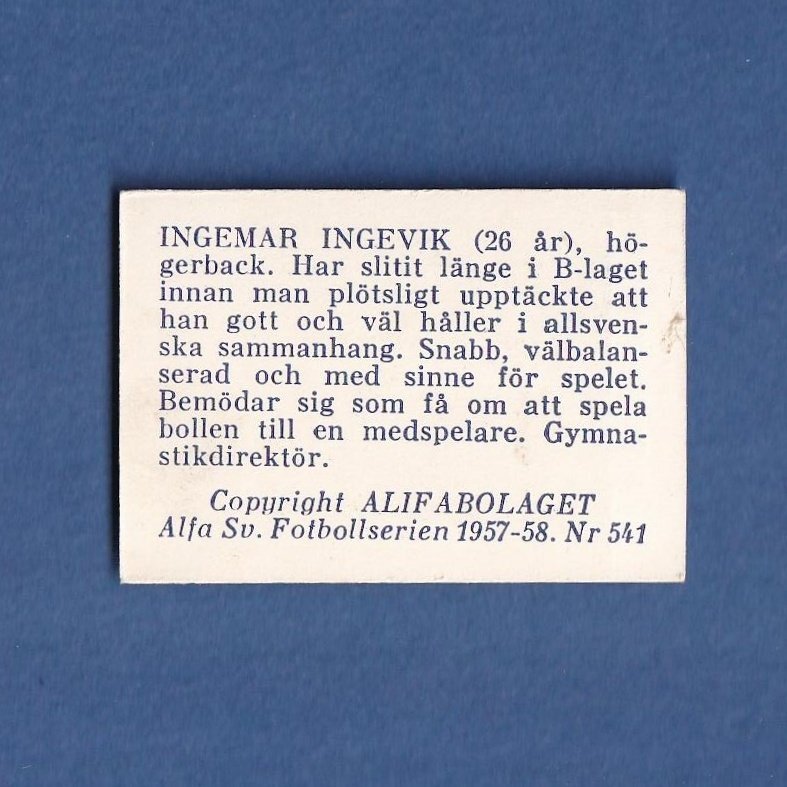 INGEMAR INGEVIK (26 år), hö-
gerback. Har slitit länge i B-laget
innan man plötsligt upptäckte att
han gott och väl håller i allsven-
ska sammanhang. Snabb, välbalan-
serad och med sinne för spelet.
Bemödar sig som få om att spela
bollen till en medspelare. Gymna-
stikdirektör.
Copyright ALIFABOLAGET
Alfa Sv. Fotbollserien 1957-58. Nr 541